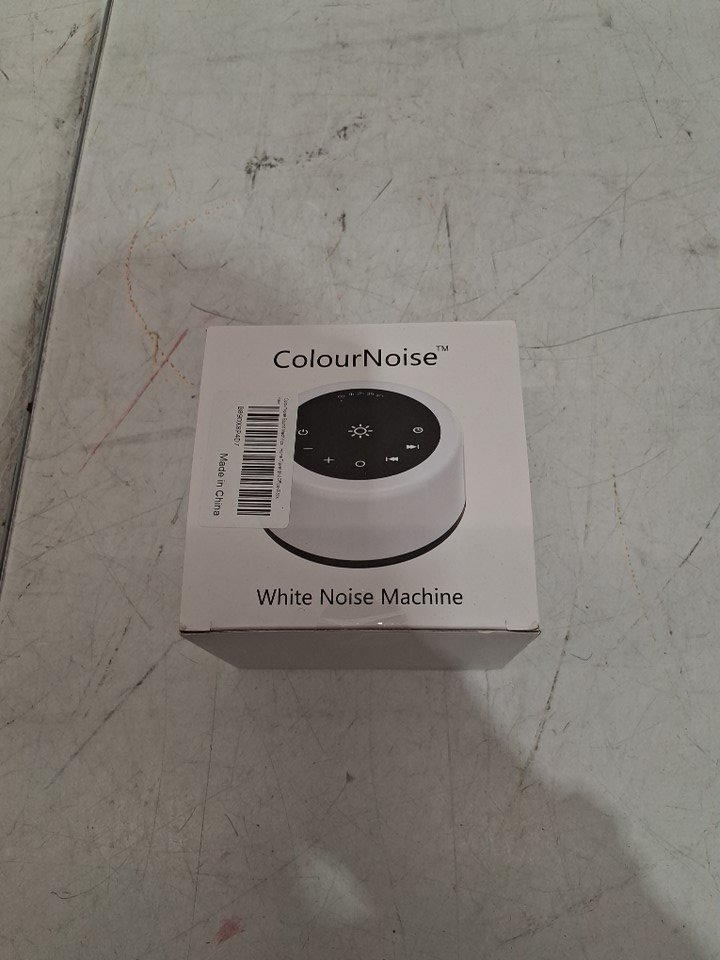 ColourNoise™
Made in China
White Noise Machine